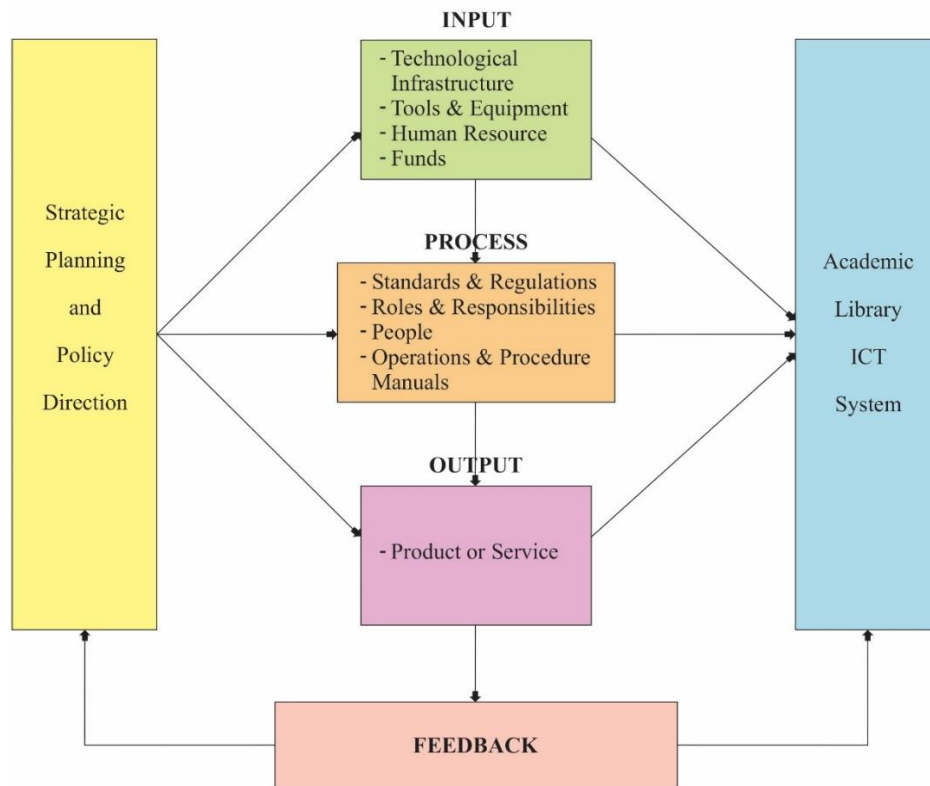 INPUT
- Technological
Infrastructure
- Tools & Equipment
- Human Resource
- Funds
Strategic
Planning
and
Policy
Direction
PROCESS
- Standards & Regulations
- Roles & Responsibilities
- People
- Operations & Procedure
Manuals
Academic
Library
ICT
System
OUTPUT
- Product or Service
FEEDBACK